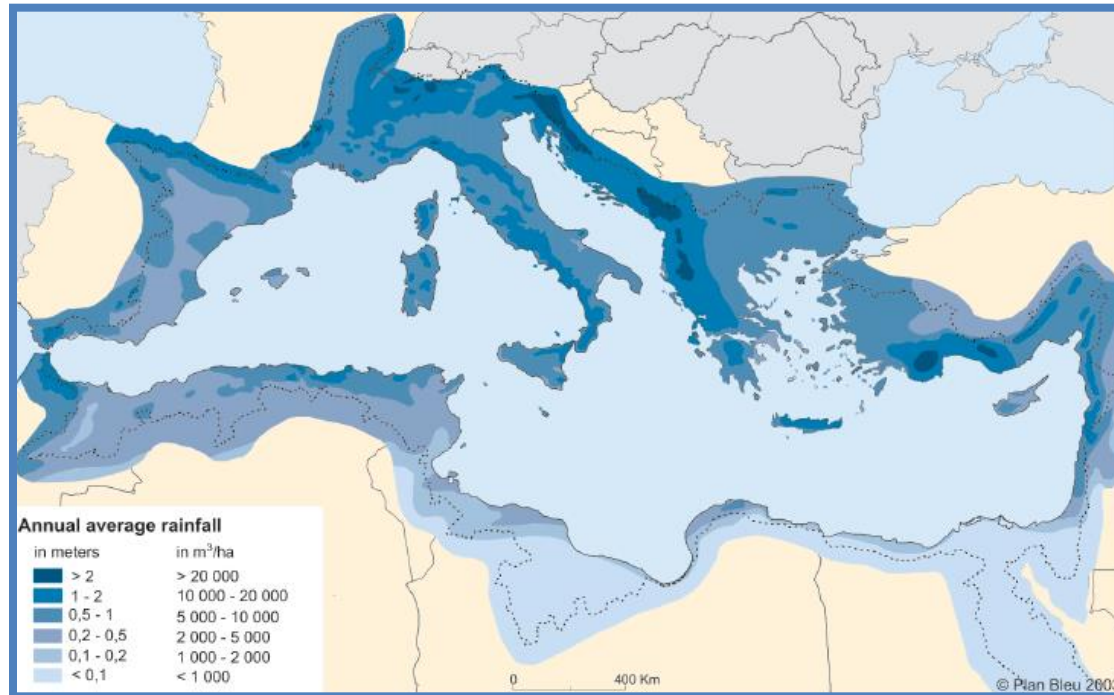 Annual average rainfall
in meters in m³/ha
> 2 > 20 000
1 - 2 10 000 - 20 000
0,5 - 1 5 000 - 10 000
0,2 - 0,5 2 000 - 5 000
0,1 - 0,2 1 000 - 2 000
< 0,1 < 1 000
0 400 Km
© Plan Bleu